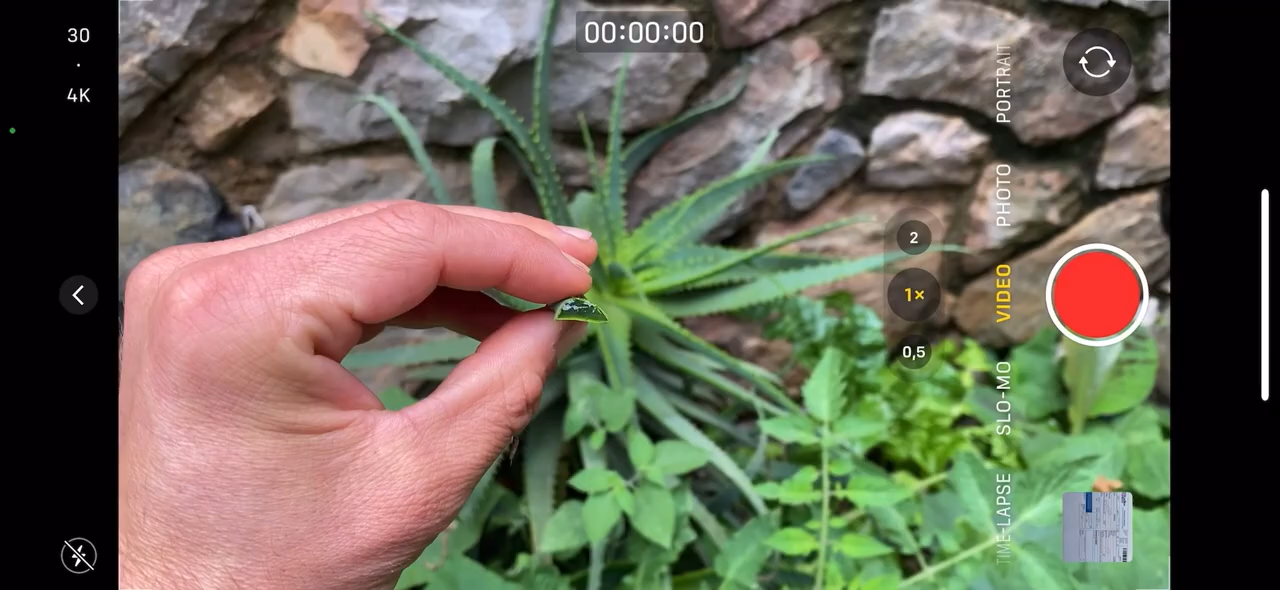 30
·
4K
00:00:00
2
1×
0,5
PORTRAIT
PHOTO
VIDEO
SLO-MO
TIME-LAPSE